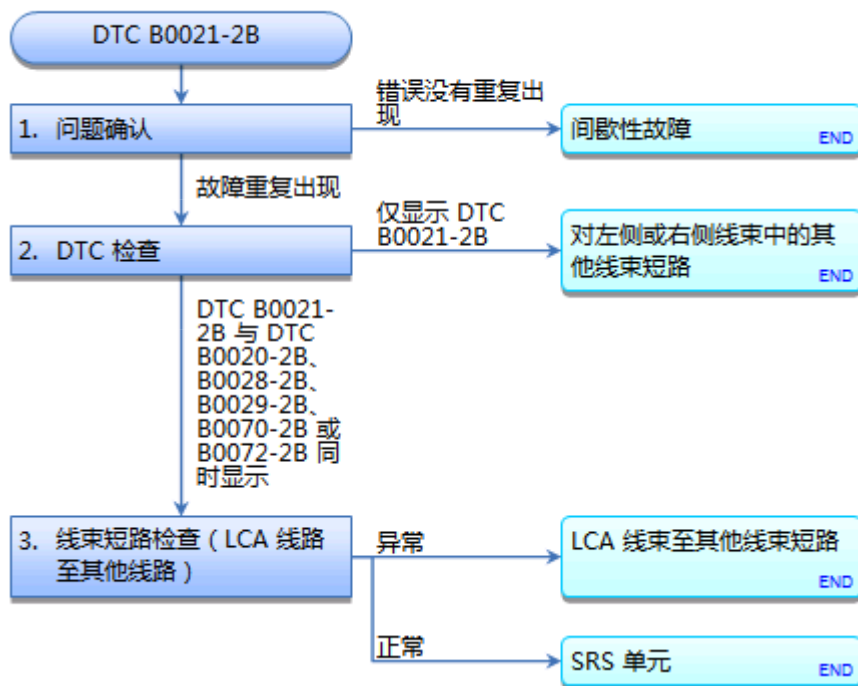 DTC B0021-2B
错误没有重复出
现
1. 问题确认
间歇性故障
END
故障重复出现
仅显示 DTC
B0021-2B
2. DTC 检查
对左侧或右侧线束中的其
他线束短路
END
DTC B0021-
2B 与 DTC
B0020-2B、
B0028-2B、
B0029-2B、
B0070-2B 或
B0072-2B 同
时显示
3. 线束短路检查（LCA 线路
至其他线路）
异常
LCA 线束至其他线束短路
END
正常
SRS 单元
END